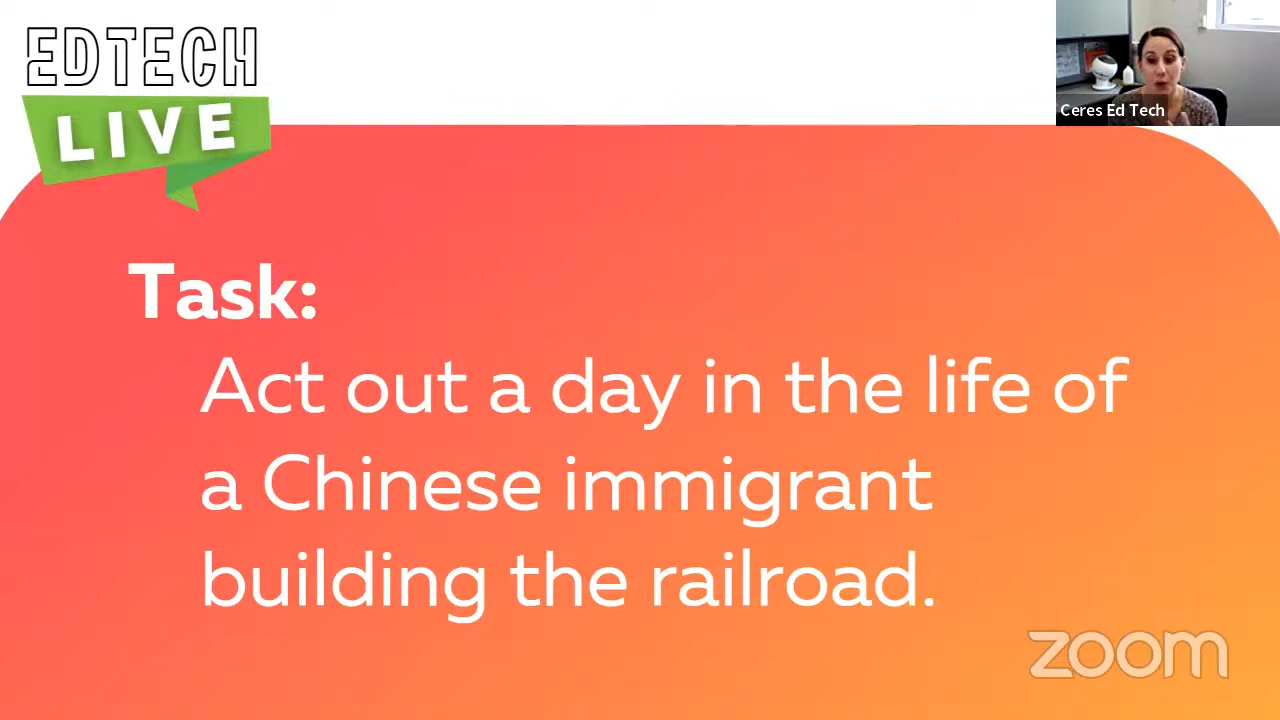 EDTECH
LIVE
Ceres Ed Tech
Task:
Act out a day in the life of
a Chinese immigrant
building the railroad.
zoom